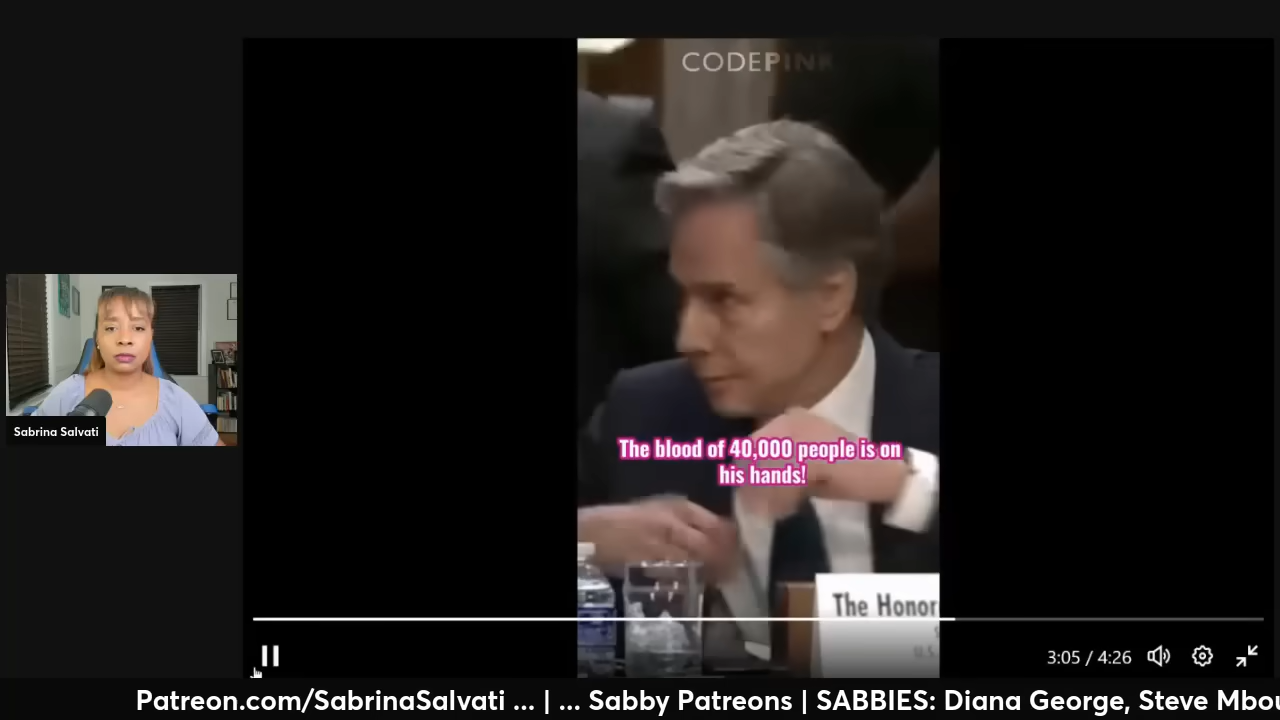 CODEPINK
Sabrina Salvati
The blood of 40,000 people is on
his hands!
The Honor
3:05 / 4:26
Patreon.com/SabrinaSalvati ... | ... Sabby Patreons | SABBIES: Diana George, Steve Mbou